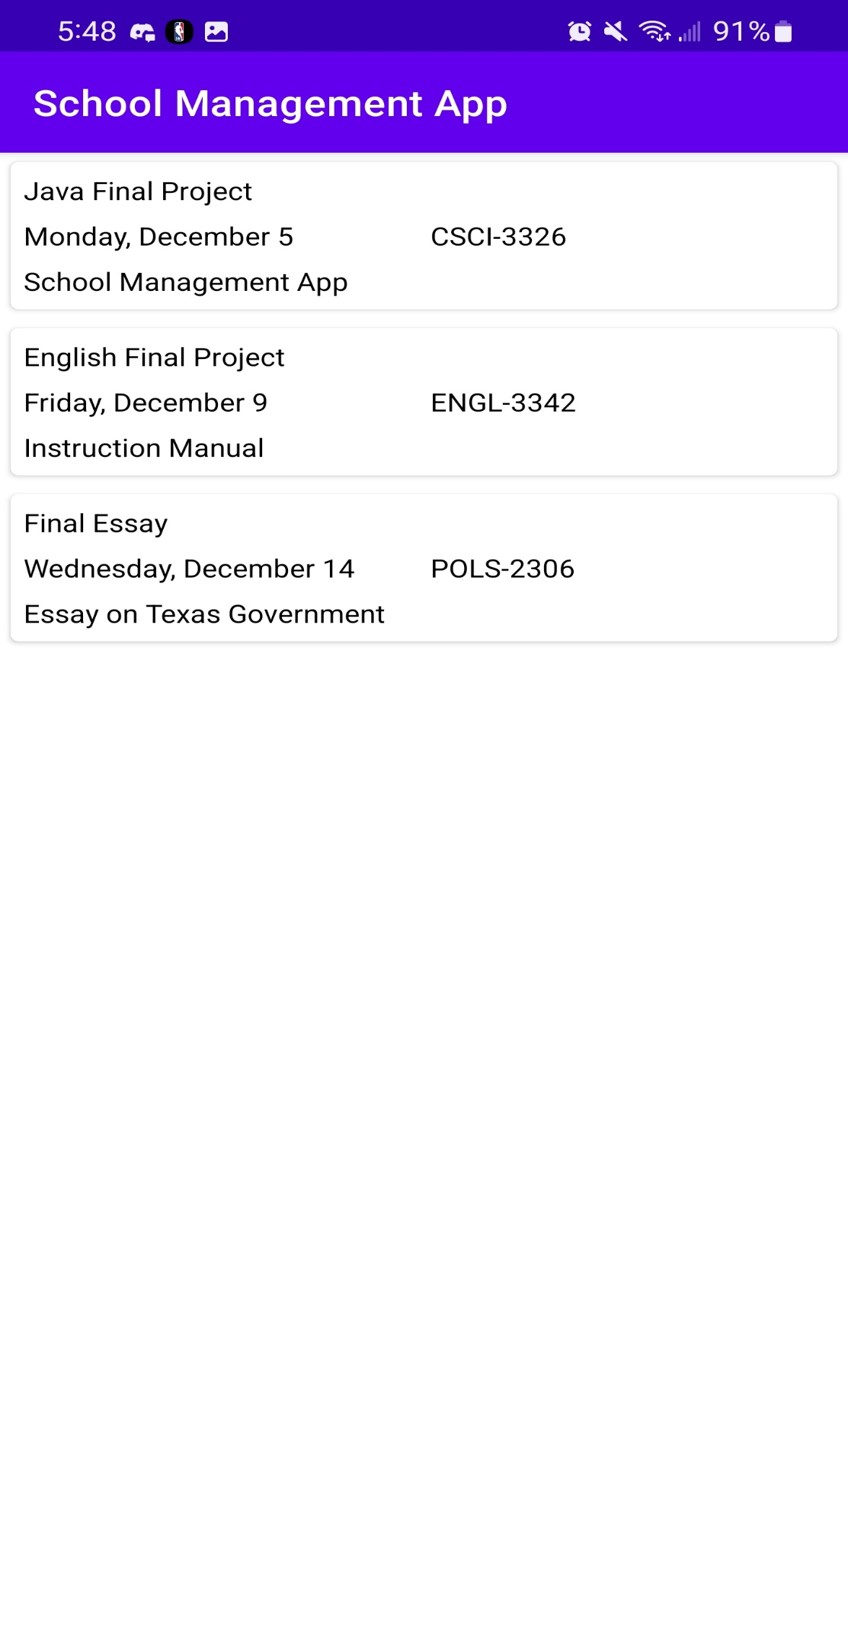 5:48 91%
School Management App
Java Final Project
Monday, December 5 CSCI-3326
School Management App
English Final Project
Friday, December 9 ENGL-3342
Instruction Manual
Final Essay
Wednesday, December 14 POLS-2306
Essay on Texas Government